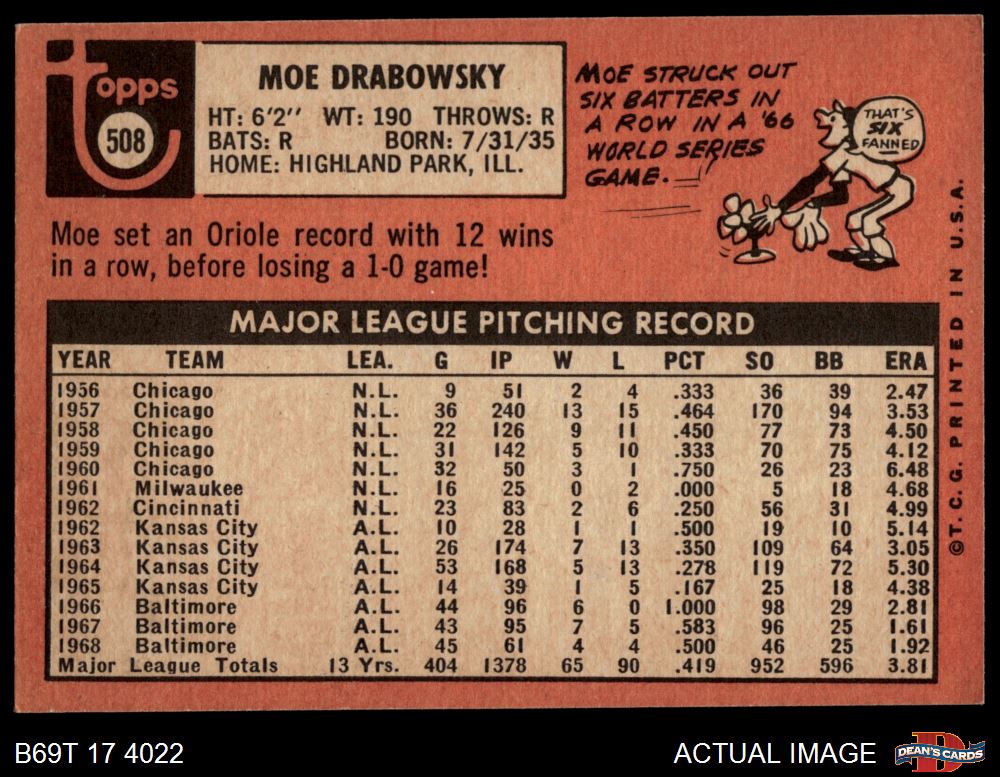 Topps
508
MOE DRABOWSKY
HT: 6'2" WT: 190 THROWS: R
BATS: R BORN: 7/31/35
HOME: HIGHLAND PARK, ILL.
MOE STRUCK OUT
SIX BATTERS IN
A ROW IN A '66
WORLD SERIES
GAME.
THAT'S
SIX
FANNED
Moe set an Oriole record with 12 wins
in a row, before losing a 1-0 game!
MAJOR LEAGUE PITCHING RECORD
YEAR TEAM LEA. G IP W L PCT SO BB ERA
1956 Chicago N.L. 9 51 2 4 .333 36 39 2.47
1957 Chicago N.L. 36 240 13 15 .464 170 94 3.53
1958 Chicago N.L. 22 126 9 11 .450 77 73 4.50
1959 Chicago N.L. 31 142 5 10 .333 70 75 4.12
1960 Chicago N.L. 32 50 3 1 .750 26 23 6.48
1961 Milwaukee N.L. 16 25 0 2 .000 5 18 4.68
1962 Cincinnati N.L. 23 83 2 6 .250 56 31 4.99
1962 Kansas City A.L. 10 28 1 1 .500 19 10 5.14
1963 Kansas City A.L. 26 174 7 13 .350 109 64 3.05
1964 Kansas City A.L. 53 168 5 13 .278 119 72 5.30
1965 Kansas City A.L. 14 39 1 5 .167 25 18 4.38
1966 Baltimore A.L. 44 96 6 0 1.000 98 29 2.81
1967 Baltimore A.L. 43 95 7 5 .583 96 25 1.61
1968 Baltimore A.L. 45 61 4 4 .500 46 25 1.92
Major League Totals 13 Yrs. 404 1378 65 90 .419 952 596 3.81
©T. C. G. PRINTED IN U.S.A.
B69T 17 4022
ACTUAL IMAGE
D
DEAN'S CARDS